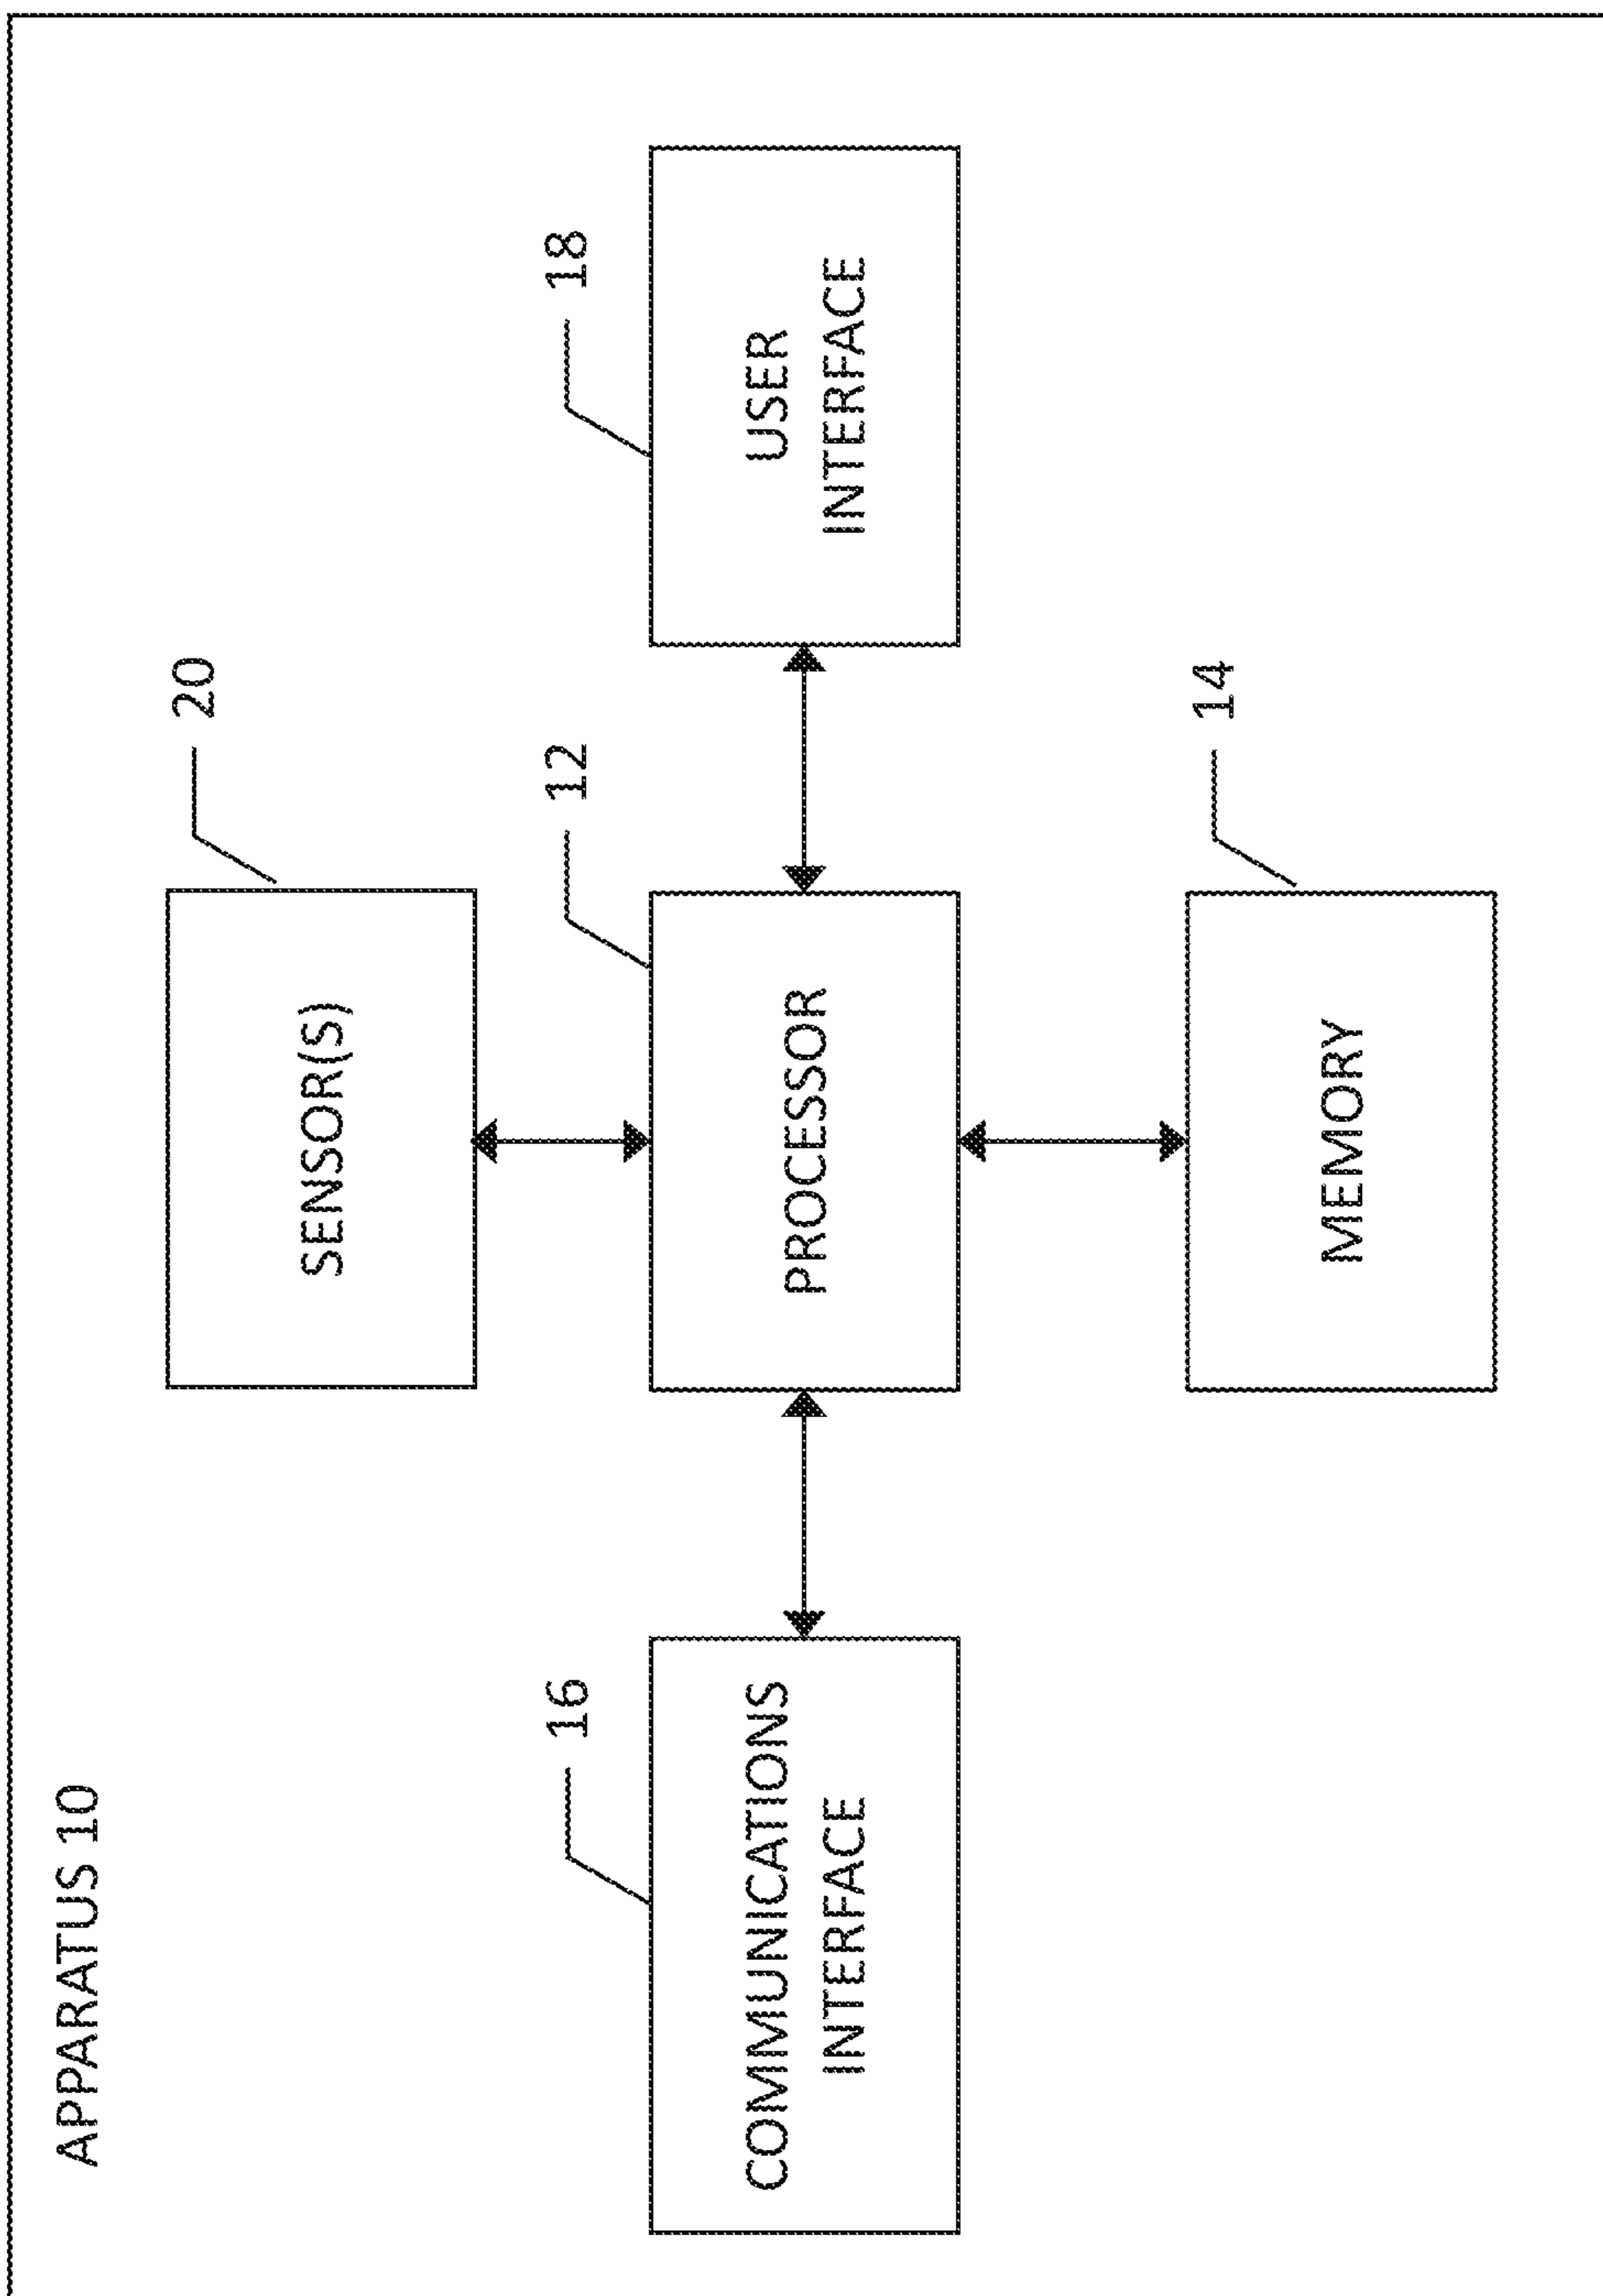 APPARATUS 10
20
SENSOR(S)
16
12
18
COMMUNICATIONS
INTERFACE
PROCESSOR
USER
INTERFACE
14
MEMORY